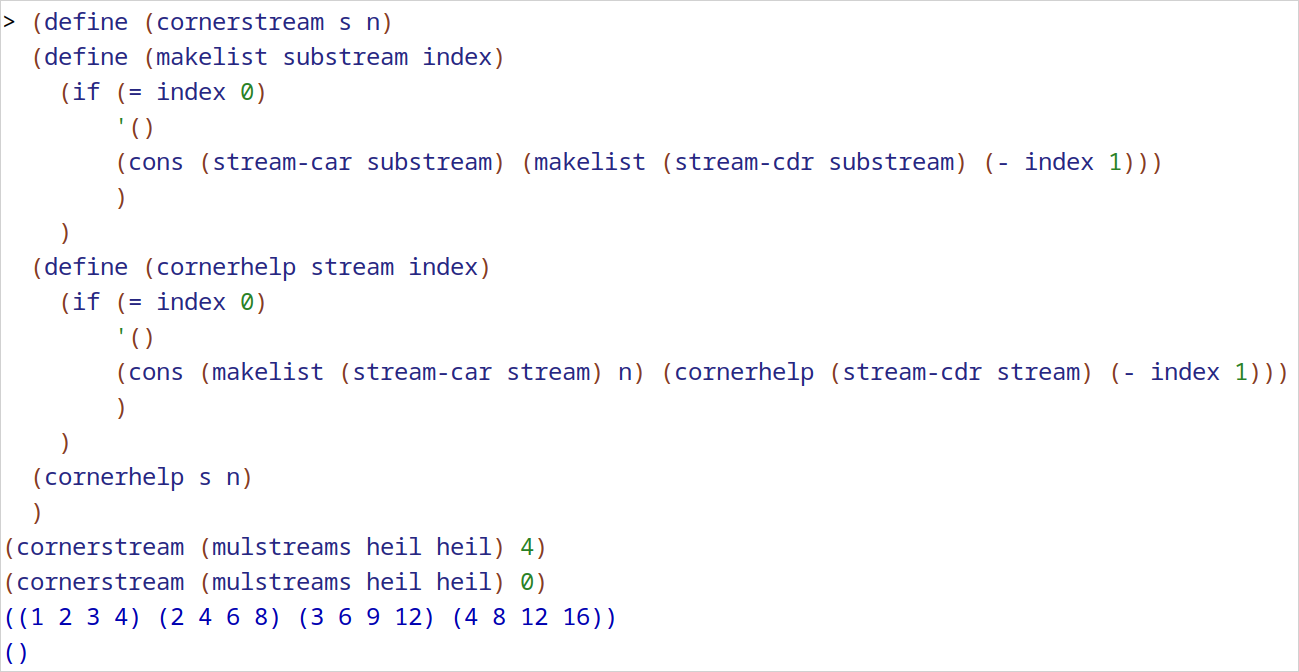 > (define (cornerstream s n)
  (define (makelist substream index)
    (if (= index 0)
        '()
        (cons (stream-car substream) (makelist (stream-cdr substream) (- index 1)))
        )
    )
  (define (cornerhelp stream index)
    (if (= index 0)
        '()
        (cons (makelist (stream-car stream) n) (cornerhelp (stream-cdr stream) (- index 1)))
        )
    )
  (cornerhelp s n)
  )
(cornerstream (mulstreams heil heil) 4)
(cornerstream (mulstreams heil heil) 0)
((1 2 3 4) (2 4 6 8) (3 6 9 12) (4 8 12 16))
()